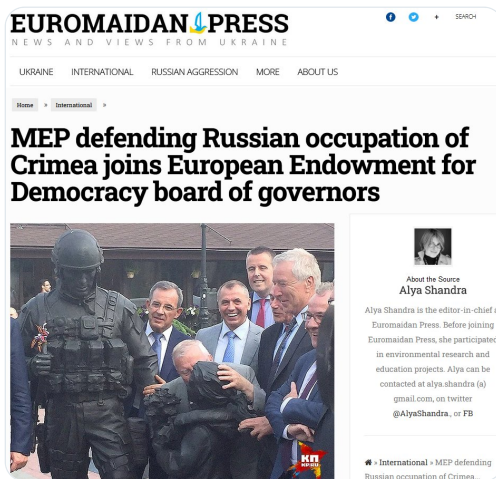 EUROMAIDAN PRESS
NEWS AND VIEWS FROM UKRAINE
SEARCH
UKRAINE INTERNATIONAL RUSSIAN AGGRESSION MORE ABOUT US
Home » International »
MEP defending Russian occupation of
Crimea joins European Endowment for
Democracy board of governors
КП
KP.RU
About the Source
Alya Shandra
Alya Shandra is the editor-in-chief a
Euromaidan Press. Before joining
Euromaidan Press, she participated
in environmental research and
education projects. Alya can be
contacted at alya.shandra (a)
gmail.com, on twitter
@AlyaShandra., or FB
» International » MEP defending
Russian occupation of Crimea...